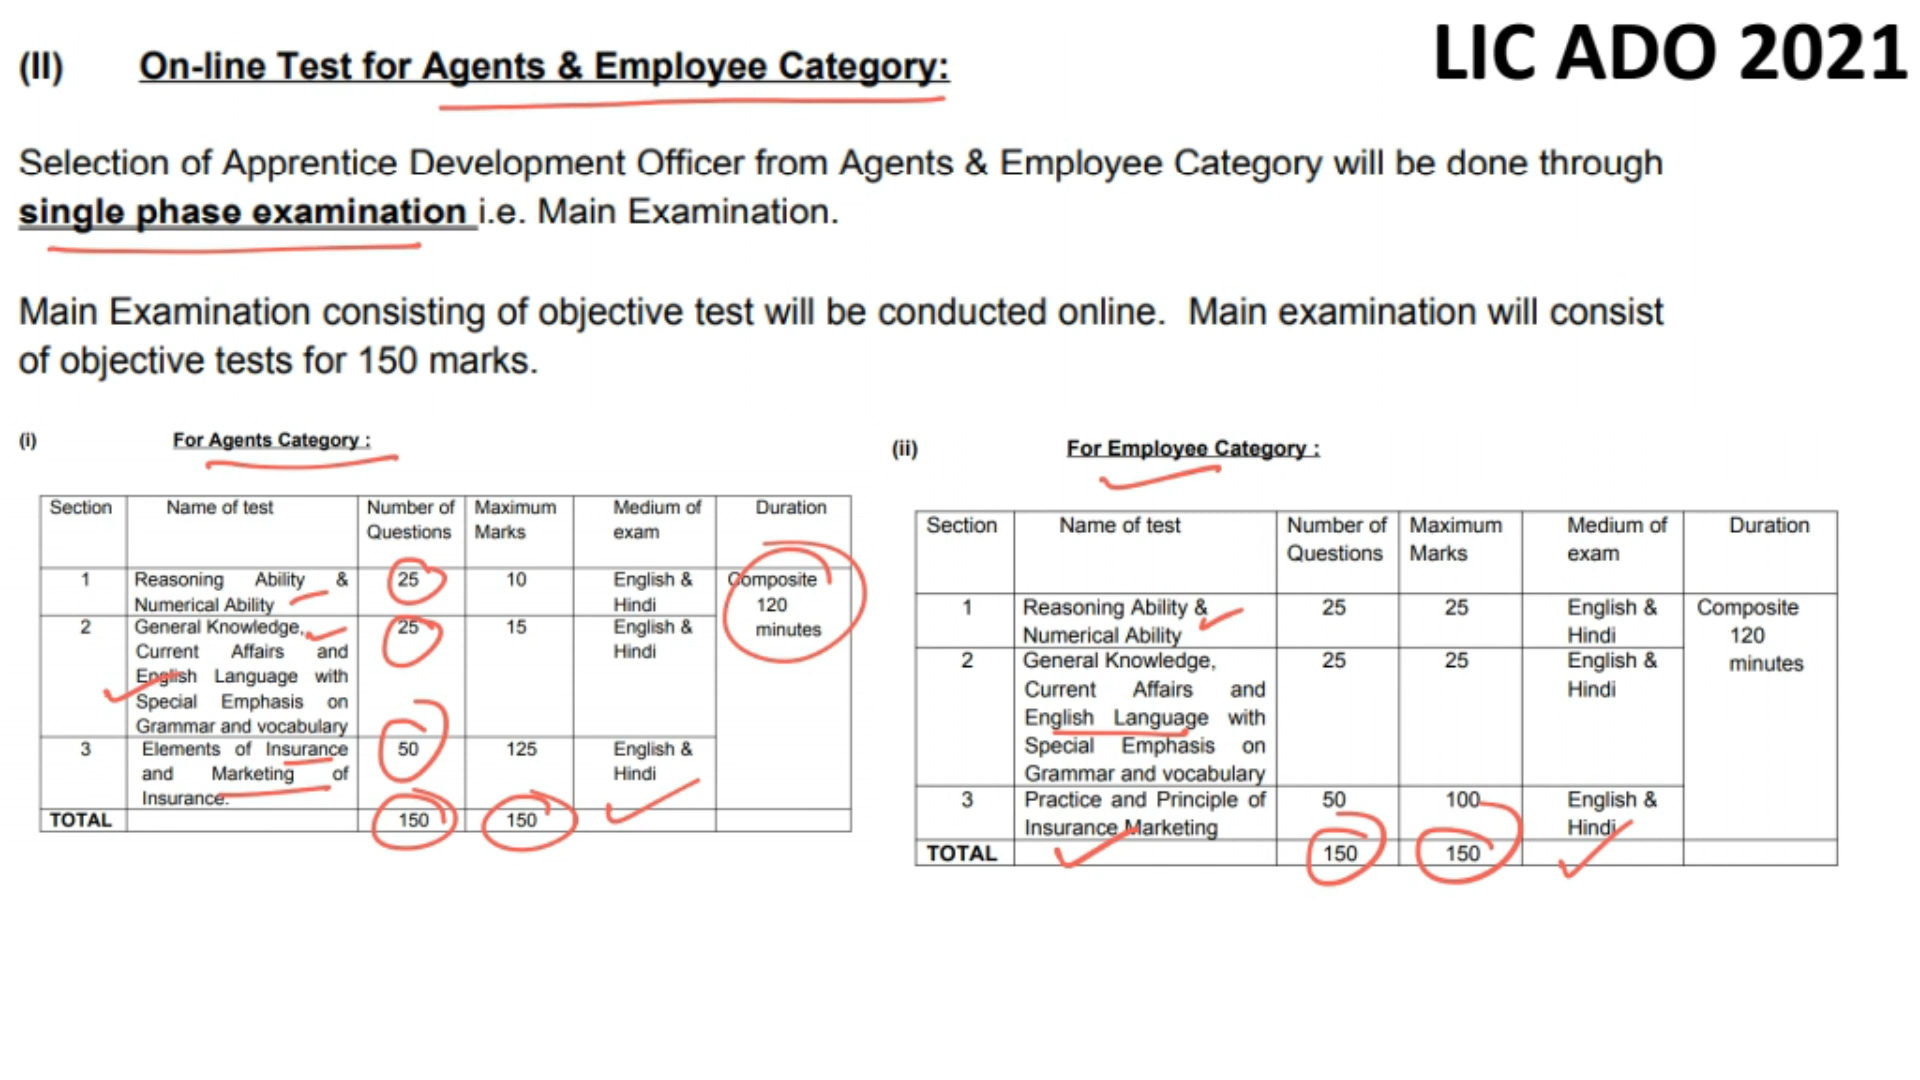 LIC ADO 2021
(II) On-line Test for Agents & Employee Category:
Selection of Apprentice Development Officer from Agents & Employee Category will be done through
single phase examination i.e. Main Examination.
Main Examination consisting of objective test will be conducted online. Main examination will consist
of objective tests for 150 marks.
(i) For Agents Category :
Section Name of test Number of Maximum Medium of Duration
Questions Marks exam
1 Reasoning Ability & 25 10 English & Composite
Numerical Ability Hindi 120
2 General Knowledge, 25 15 English & minutes
Current Affairs and Hindi
English Language with
Special Emphasis on
Grammar and vocabulary
3 Elements of Insurance 50 125 English &
and Marketing of Hindi
Insurance.
TOTAL 150 150
(ii) For Employee Category :
Section Name of test Number of Maximum Medium of Duration
Questions Marks exam
1 Reasoning Ability & 25 25 English & Composite
Numerical Ability Hindi 120
2 General Knowledge, 25 25 English & minutes
Current Affairs and Hindi
English Language with
Special Emphasis on
Grammar and vocabulary
3 Practice and Principle of 50 100 English &
Insurance Marketing Hindi
TOTAL 150 150